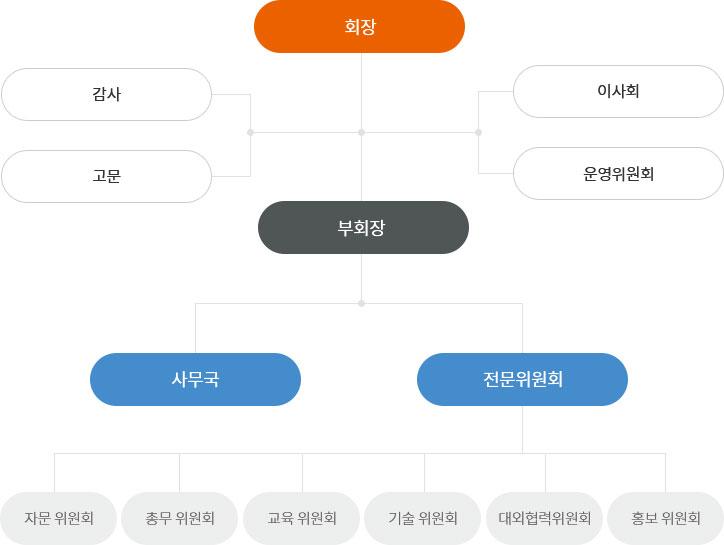 회장
감사
이사회
고문
운영위원회
부회장
사무국
전문위원회
자문 위원회
총무 위원회
교육 위원회
기술 위원회
대외협력위원회
홍보 위원회